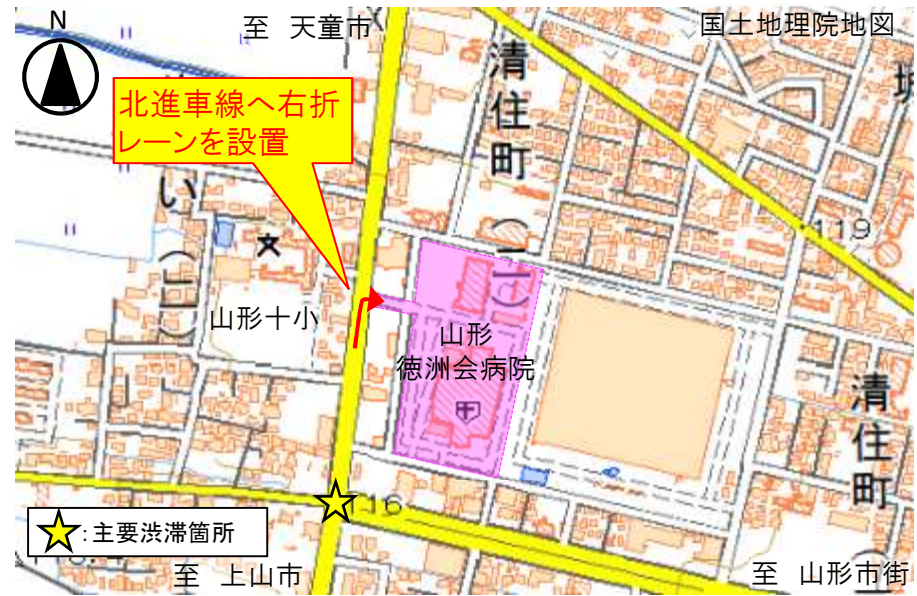 N
至 天童市
国土地理院地図
北進車線へ右折
レーンを設置
清住町(二)
い
(二)
119
山形十小
山形
徳洲会病院
清住町
116
★:主要渋滞箇所
至 上山市
至 山形市街